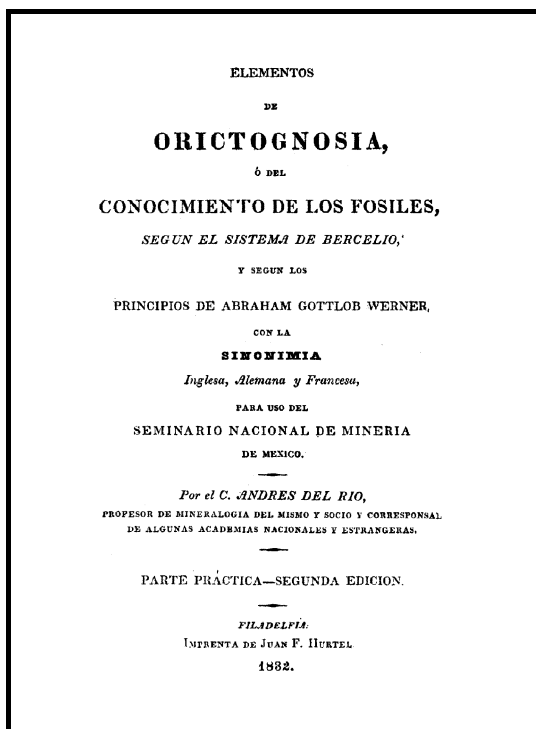 ELEMENTOS
DE
ORICTOGNOSIA,
Ó DEL
CONOCIMIENTO DE LOS FOSILES,
SEGUN EL SISTEMA DE BERCELIO,
Y SEGUN LOS
PRINCIPIOS DE ABRAHAM GOTTLOB WERNER,
CON LA
SINONIMIA
Inglesa, Alemana y Francesa,
PARA USO DEL
SEMINARIO NACIONAL DE MINERIA
DE MEXICO.
Por el C. ANDRES DEL RIO,
PROFESOR DE MINERALOGIA DEL MISMO Y SOCIO Y CORRESPONSAL
DE ALGUNAS ACADEMIAS NACIONALES Y ESTRANGERAS.
PARTE PRÁCTICA—SEGUNDA EDICION.
FILADELFIA:
IMPRENTA DE JUAN F. HURTEL
1832.